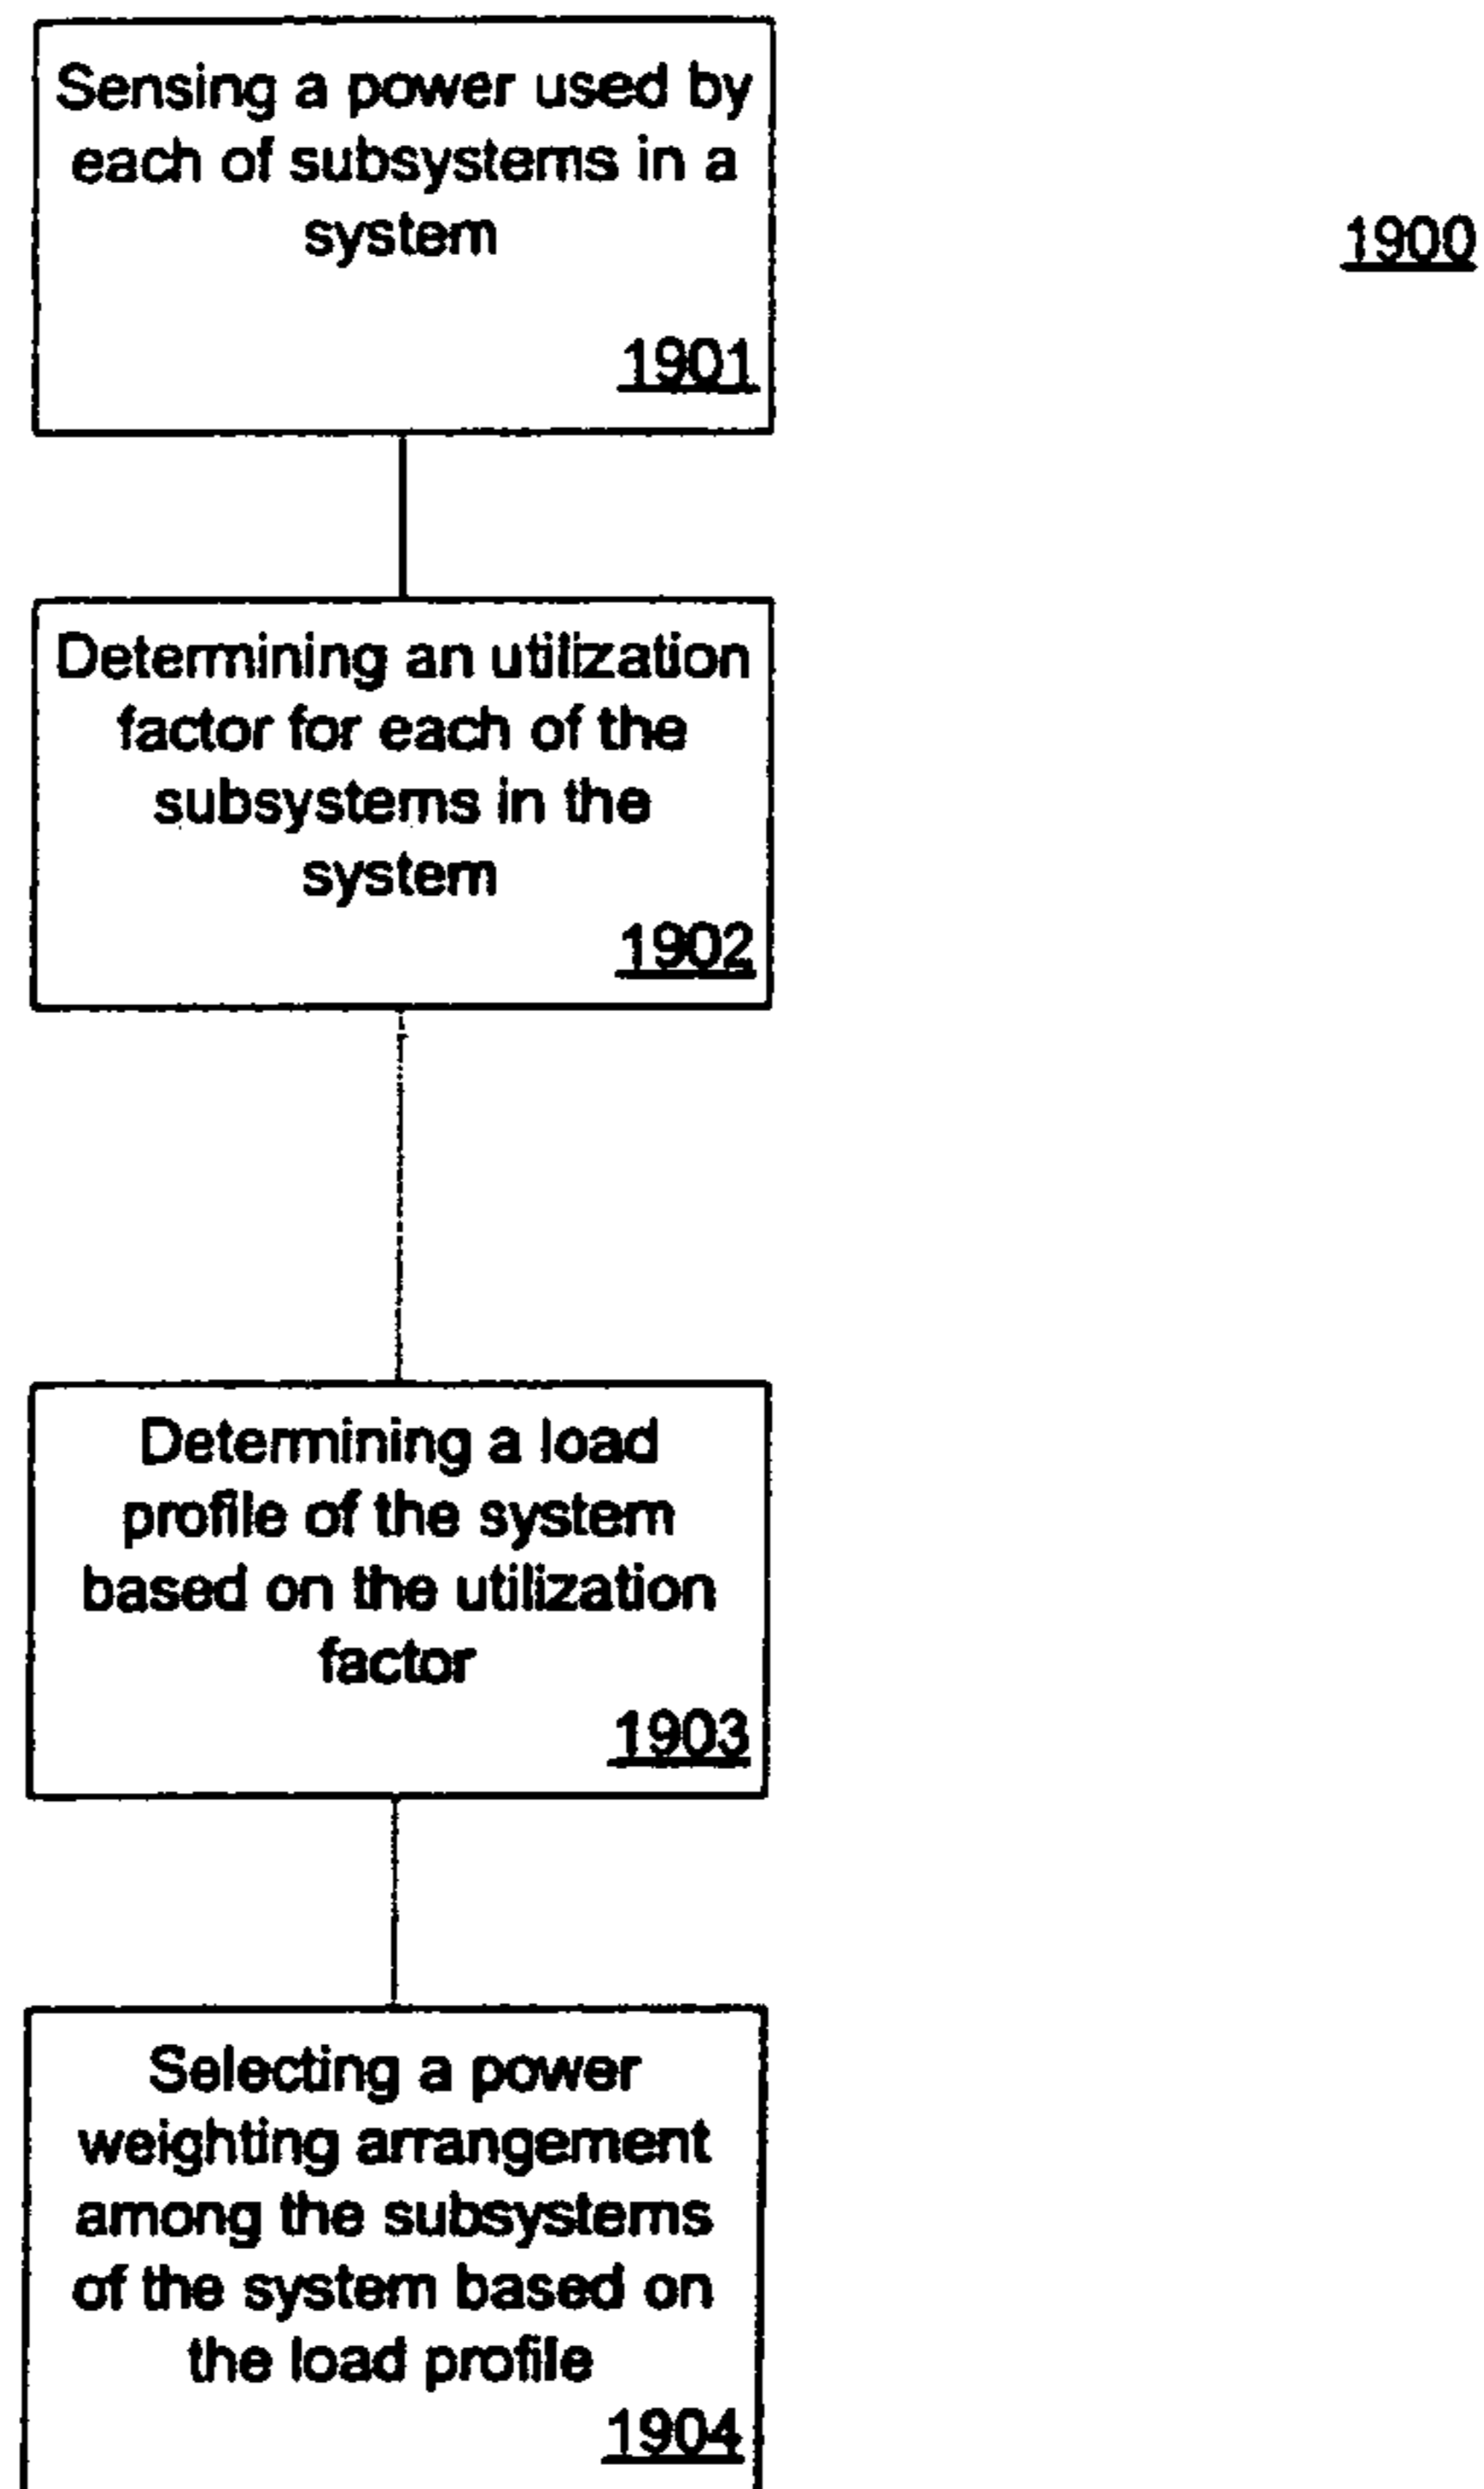 Sensing a power used by
each of subsystems in a
system
1900
1901
Determining an utilization
factor for each of the
subsystems in the
system
1902
Determining a load
profile of the system
based on the utilization
factor
1903
Selecting a power
weighting arrangement
among the subsystems
of the system based on
the load profile
1904